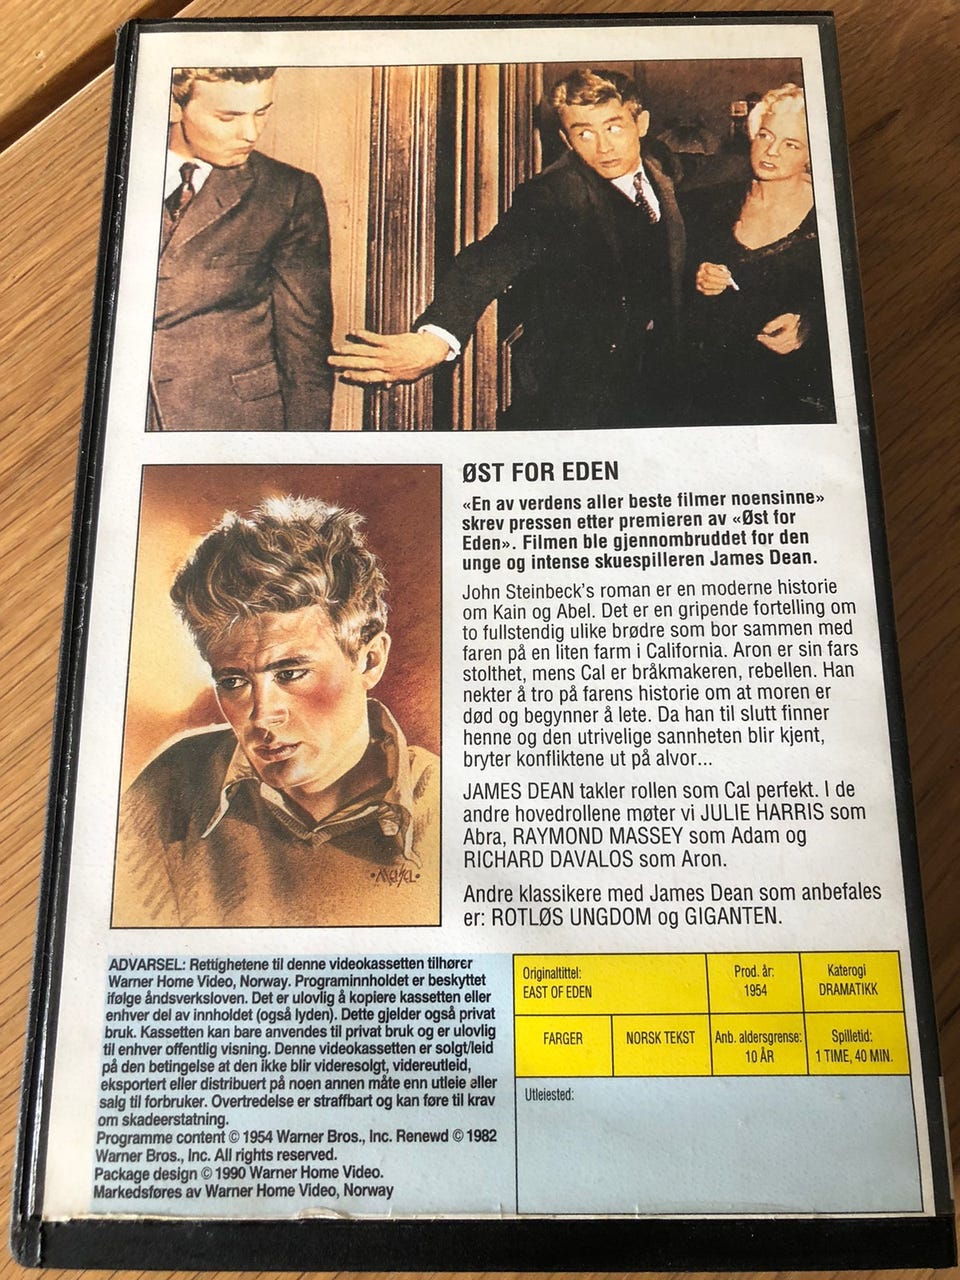 ØST FOR EDEN
«En av verdens aller beste filmer noensinne»
skrev pressen etter premieren av «Øst for
Eden». Filmen ble gjennombruddet for den
unge og intense skuespilleren James Dean.
John Steinbeck's roman er en moderne historie
om Kain og Abel. Det er en gripende fortelling om
to fullstendig ulike brødre som bor sammen med
faren på en liten farm i California. Aron er sin fars
stolthet, mens Cal er bråkmakeren, rebellen. Han
nekter å tro på farens historie om at moren er
død og begynner å lete. Da han til slutt finner
henne og den utrivelige sannheten blir kjent,
bryter konfliktene ut på alvor...
JAMES DEAN takler rollen som Cal perfekt. I de
andre hovedrollene møter vi JULIE HARRIS som
Abra, RAYMOND MASSEY som Adam og
RICHARD DAVALOS som Aron.
Andre klassikere med James Dean som anbefales
er: ROTLØS UNGDOM og GIGANTEN.
ADVARSEL: Rettighetene til denne videokassetten tilhører
Warner Home Video, Norway. Programinnholdet er beskyttet
ifølge åndsverksloven. Det er ulovlig å kopiere kassetten eller
enhver del av innholdet (også lyden). Dette gjelder også privat
bruk. Kassetten kan bare anvendes til privat bruk og er ulovlig
til enhver offentlig visning. Denne videokassetten er solgt/leid
på den betingelse at den ikke blir videresolgt, videreutleid,
eksportert eller distribuert på noen annen måte enn utleie eller
salg til forbruker. Overtredelse er straffbart og kan føre til krav
om skadeerstatning.
Programme content © 1954 Warner Bros., Inc. Renewd © 1982
Warner Bros., Inc. All rights reserved.
Package design © 1990 Warner Home Video.
Markedsføres av Warner Home Video, Norway
Originaltittel:
EAST OF EDEN
Prod. år:
1954
Katerogi
DRAMATIKK
FARGER
NORSK TEKST
Anb. aldersgrense:
10 ÅR
Spilletid:
1 TIME, 40 MIN.
Utleiested: